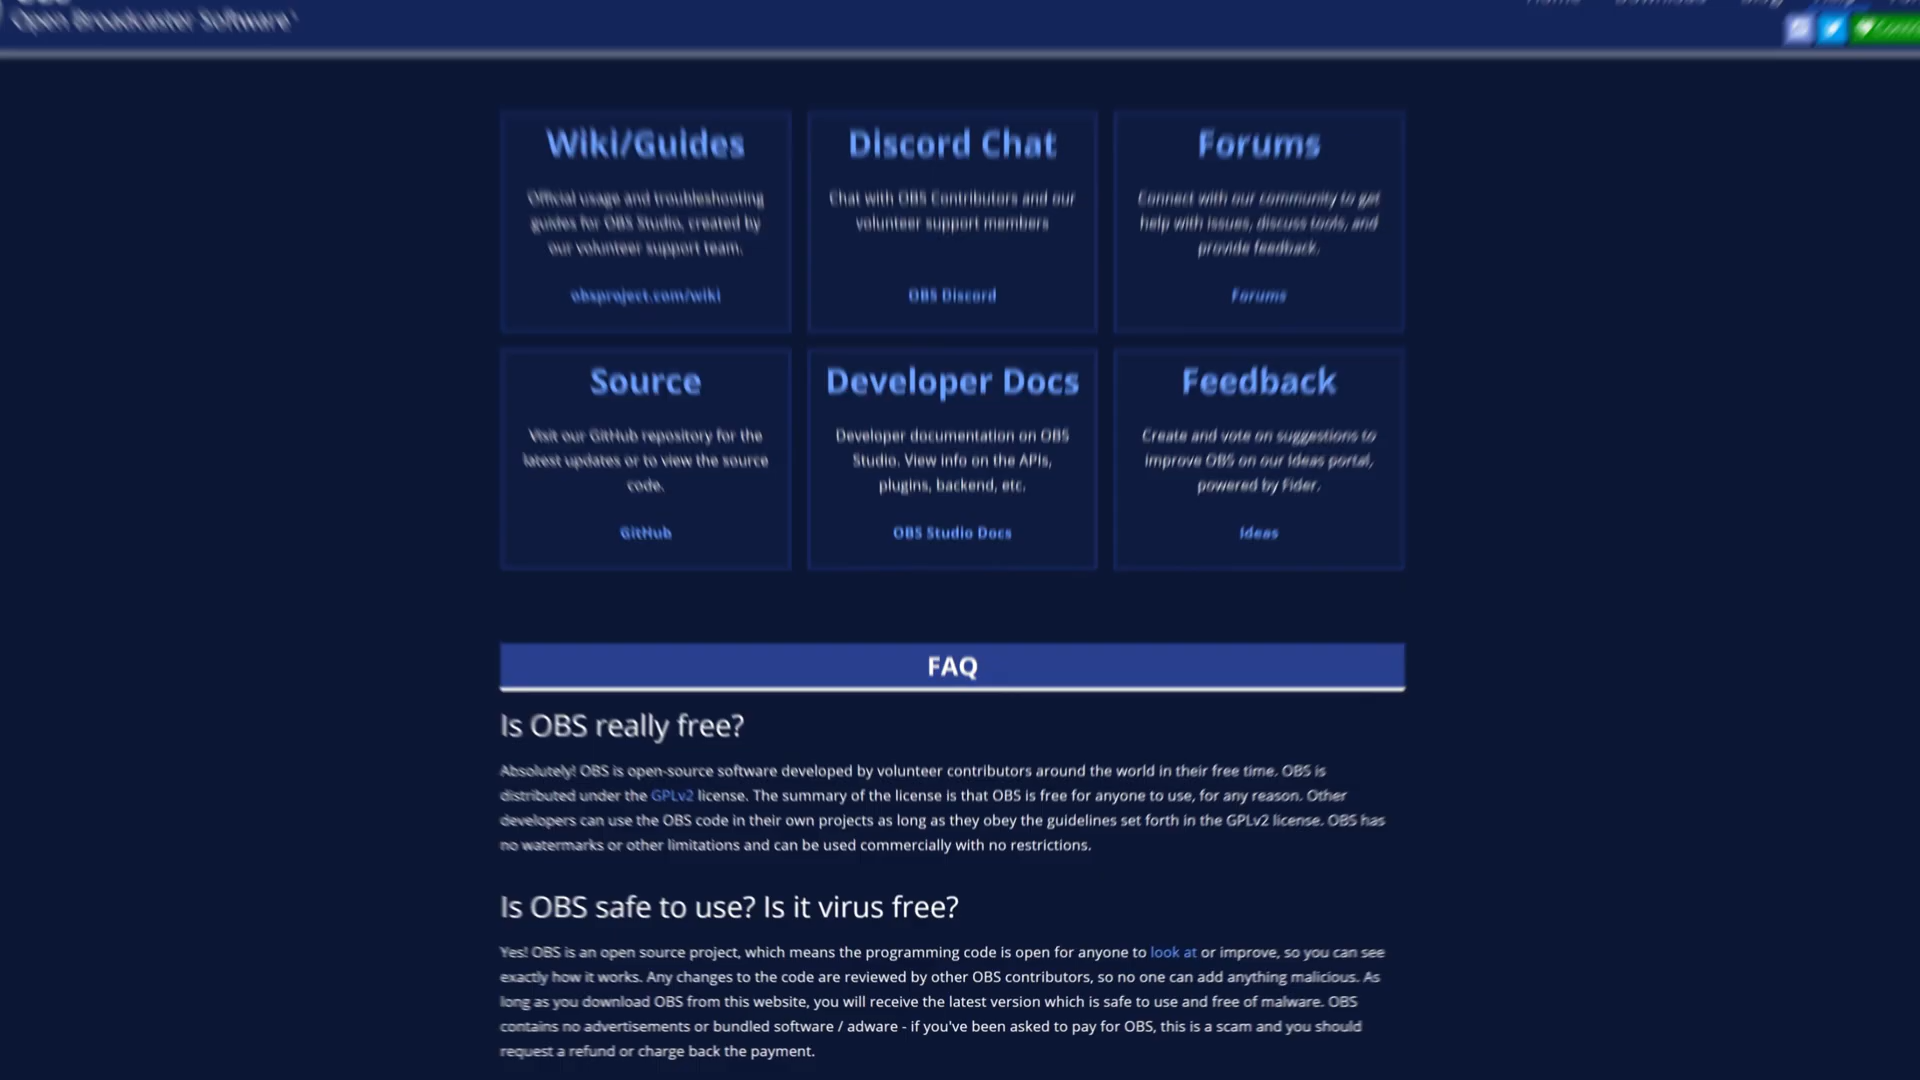 Open Broadcaster Software
Wiki/Guides
Official usage and troubleshooting
guides for OBS Studio, created by
our volunteer support team.
obsproject.com/wiki
Discord Chat
Chat with OBS Contributors and our
volunteer support members
OBS Discord
Forums
Connect with our community to get
help with issues, discuss tools, and
provide feedback.
Forums
Source
Visit our GitHub repository for the
latest updates or to view the source
code.
GitHub
Developer Docs
Developer documentation on OBS
Studio. View info on the APIs,
plugins, backend, etc.
OBS Studio Docs
Feedback
Create and vote on suggestions to
improve OBS on our Ideas portal,
powered by Fider.
Ideas
FAQ
Is OBS really free?
Absolutely! OBS is open-source software developed by volunteer contributors around the world in their free time. OBS is
distributed under the GPLv2 license. The summary of the license is that OBS is free for anyone to use, for any reason. Other
developers can use the OBS code in their own projects as long as they obey the guidelines set forth in the GPLv2 license. OBS has
no watermarks or other limitations and can be used commercially with no restrictions.
Is OBS safe to use? Is it virus free?
Yes! OBS is an open source project, which means the programming code is open for anyone to look at or improve, so you can see
exactly how it works. Any changes to the code are reviewed by other OBS contributors, so no one can add anything malicious. As
long as you download OBS from this website, you will receive the latest version which is safe to use and free of malware. OBS
contains no advertisements or bundled software / adware - if you've been asked to pay for OBS, this is a scam and you should
request a refund or charge back the payment.